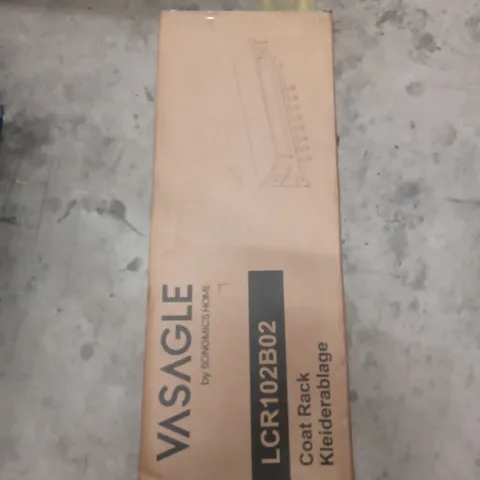 VASAGLE
by SONGMICS HOME
LCR102B02
Coat Rack
Kleiderablage